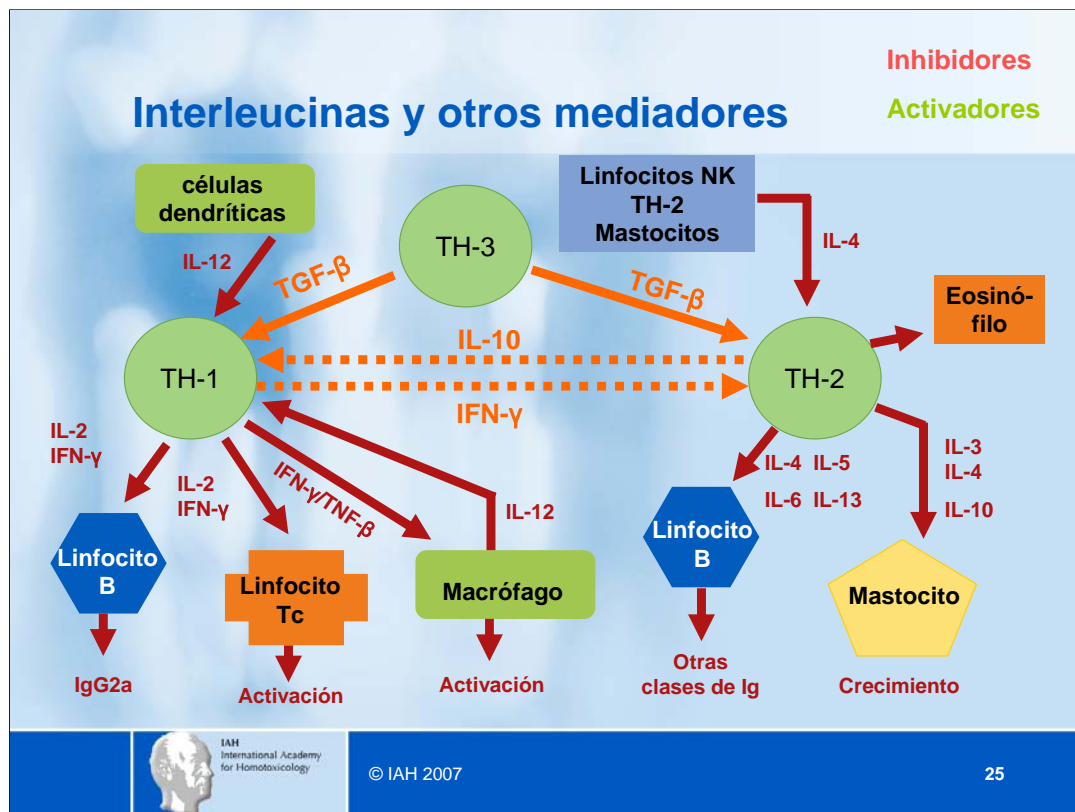 Inhibidores
Activadores
Interleucinas y otros mediadores
células
dendríticas
TH-3
Linfocitos NK
TH-2
Mastocitos
IL-4
IL-12
TGF-β
TGF-β
Eosinó-
filo
IL-10
TH-1
TH-2
IFN-γ
IL-2
IFN-γ
IL-2
IFN-γ
IFN-γ/TNF-β
IL-12
IL-4 IL-5
IL-6 IL-13
IL-3
IL-4
IL-10
Linfocito
B
Linfocito
Tc
Macrófago
Linfocito
B
Mastocito
IgG2a
Activación
Activación
Otras
clases de Ig
Crecimiento
IAH
International Academy
for Homotoxicology
© IAH 2007
25